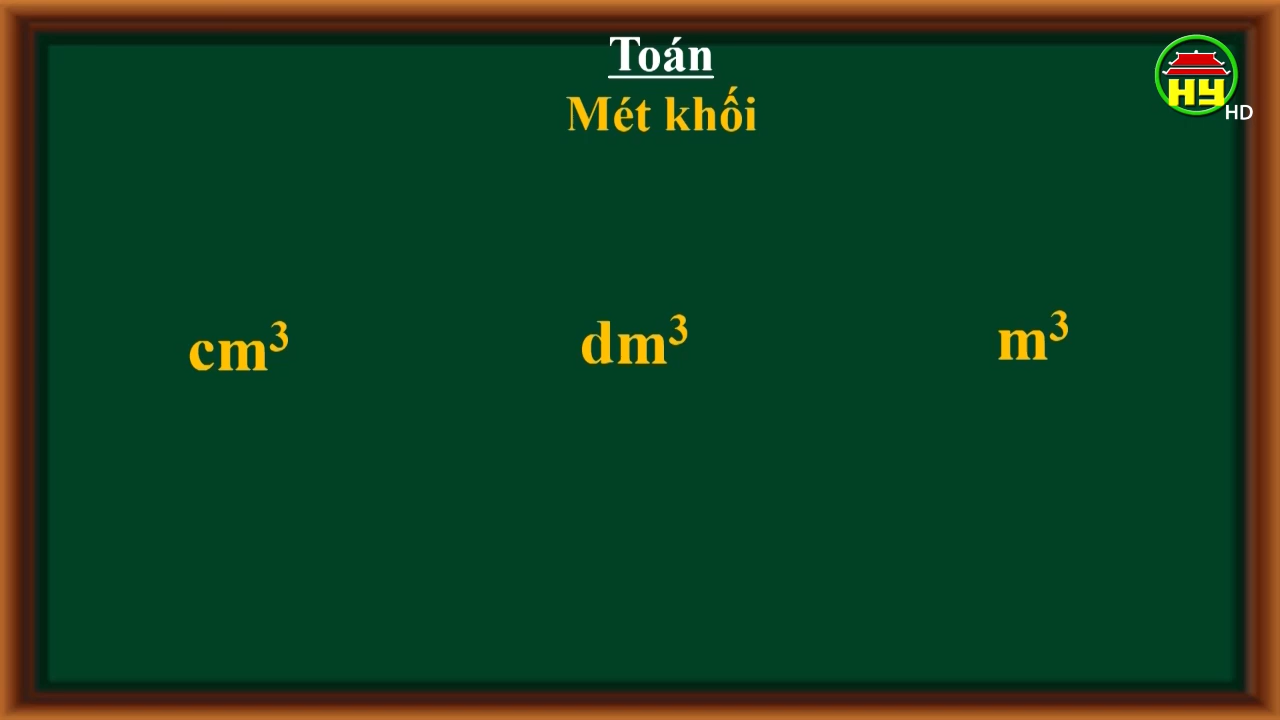 Toán
Mét khối
HY
HD
cm³
dm³
m³